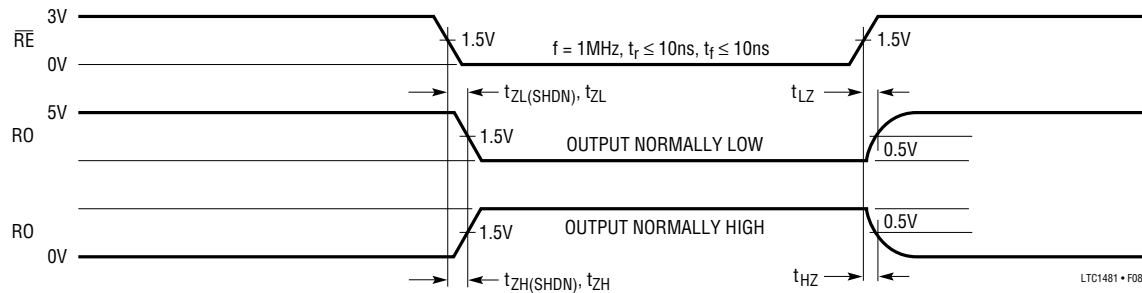 3V
R̅E̅
0V
1.5V
f = 1MHz, tr ≤ 10ns, tf ≤ 10ns
1.5V
tZL(SHDN), tZL
tLZ
5V
RO
1.5V
OUTPUT NORMALLY LOW
0.5V
RO
0V
1.5V
OUTPUT NORMALLY HIGH
0.5V
tZH(SHDN), tZH
tHZ
LTC1481 • F08